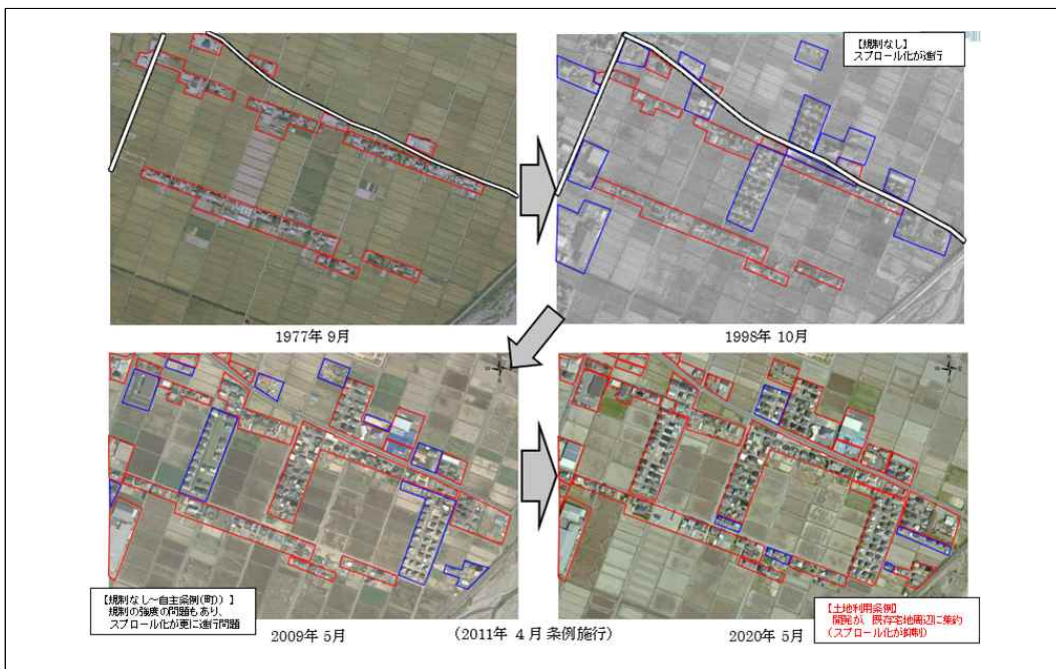 【規制なし】
スプロール化が進行
1977年 9月
1998年 10月
【規制なし～自主条例(町)】
規制の強度の問題もあり、
スプロール化が更に進行問題
2009年 5月
(2011年 4月条例施行)
2020年 5月
【土地利用条例】
開発が、既存宅地周辺に集約
(スプロール化が抑制)